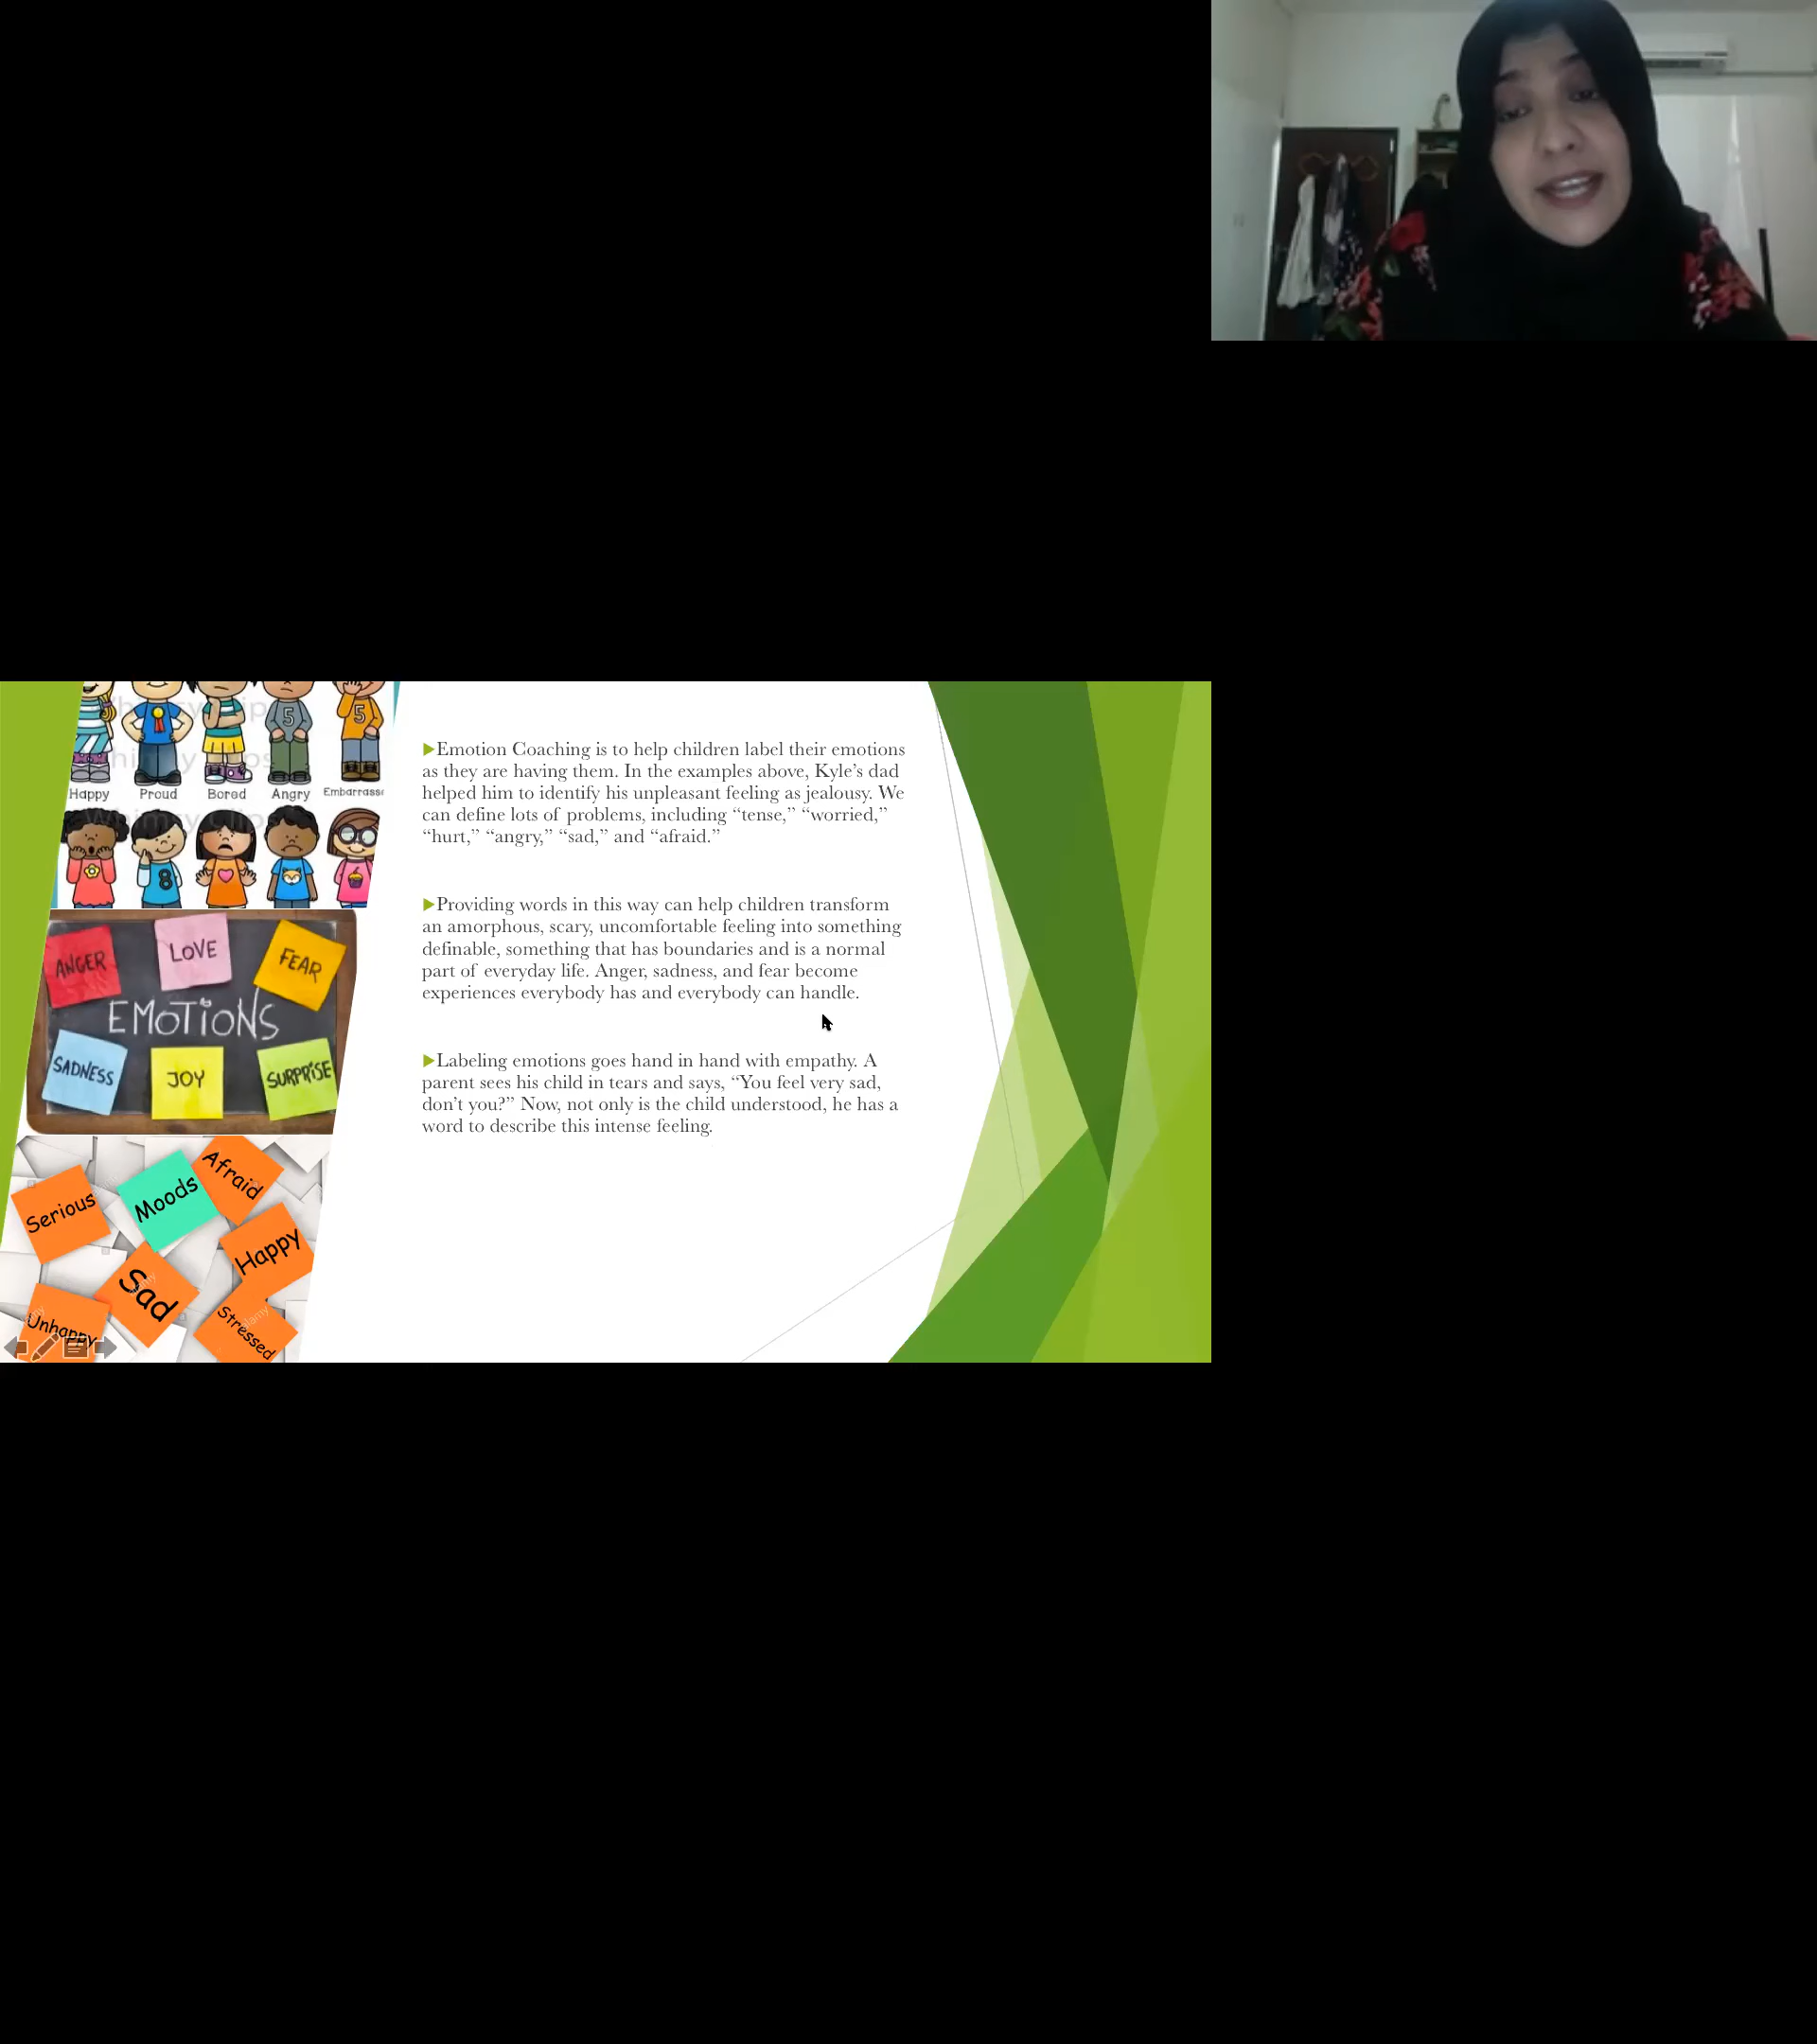 Happy Proud Bored Angry Embarrass
▶Emotion Coaching is to help children label their emotions
as they are having them. In the examples above, Kyle’s dad
helped him to identify his unpleasant feeling as jealousy. We
can define lots of problems, including “tense,” “worried,”
“hurt,” “angry,” “sad,” and “afraid.”
▶Providing words in this way can help children transform
an amorphous, scary, uncomfortable feeling into something
definable, something that has boundaries and is a normal
part of everyday life. Anger, sadness, and fear become
experiences everybody has and everybody can handle.
▶Labeling emotions goes hand in hand with empathy. A
parent sees his child in tears and says, “You feel very sad,
don’t you?” Now, not only is the child understood, he has a
word to describe this intense feeling.
5
5
8
Whimsy Clips
ANGER
LOVE
FEAR
EMOTIONS
SADNESS
JOY
SURPRISE
Serious
Moods
Afraid
Happy
Sad
Unhappy
Stressed